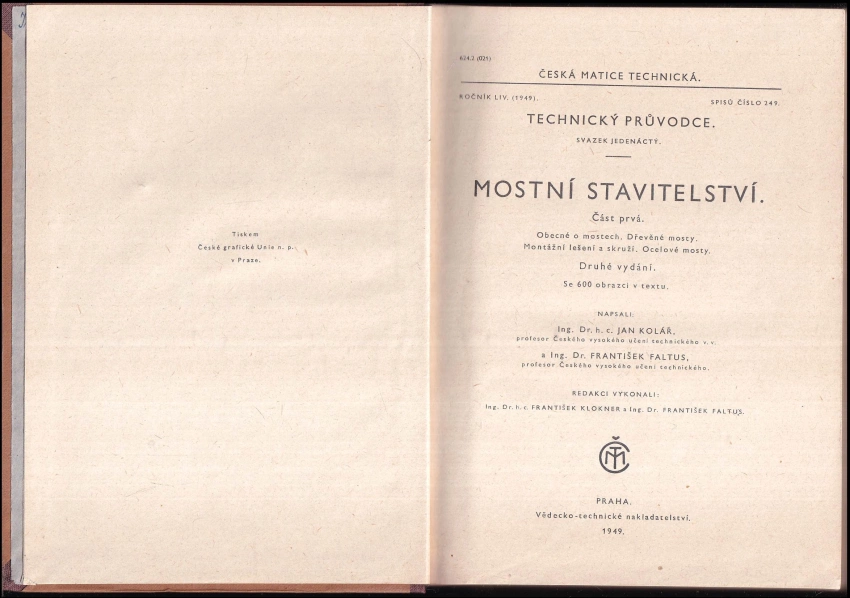 Tiskem
České grafické Unie n. p.
v Praze.
624.2 (021)
ČESKÁ MATICE TECHNICKÁ.
ROČNÍK LIV. (1949).
SPISŮ ČÍSLO 249.
TECHNICKÝ PRŮVODCE.
SVAZEK JEDENÁCTÝ.
MOSTNÍ STAVITELSTVÍ.
Část prvá.
Obecné o mostech. Dřevěné mosty.
Montážní lešení a skruží. Ocelové mosty.
Druhé vydání.
Se 600 obrazci v textu.
NAPSALI:
Ing. Dr. h. c. JAN KOLÁŘ,
profesor Českého vysokého učení technického v. v.
a Ing. Dr. FRANTIŠEK FALTUS,
profesor Českého vysokého učení technického.
REDAKCI VYKONALI:
Ing. Dr. h. c. FRANTIŠEK KLOKNER a Ing. Dr. FRANTIŠEK FALTUS.
ČMT
PRAHA.
Vědecko-technické nakladatelství.
1949.